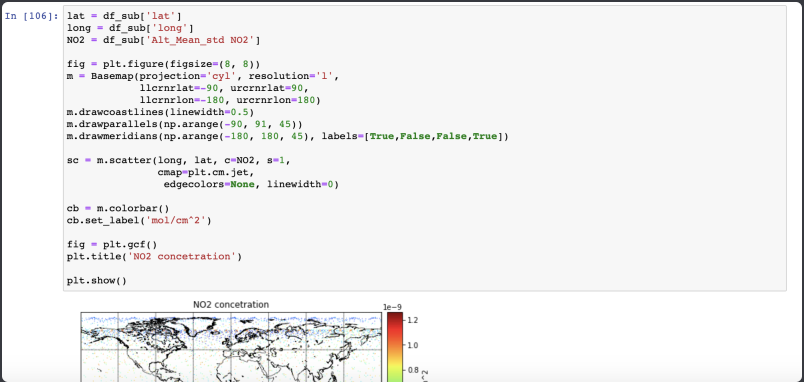 In [106]: lat = df_sub['lat']
long = df_sub['long']
NO2 = df_sub['Alt_Mean_std NO2']
fig = plt.figure(figsize=(8, 8))
m = Basemap(projection='cyl', resolution='l',
llcrnrlat=-90, urcrnrlat=90,
llcrnrlon=-180, urcrnrlon=180)
m.drawcoastlines(linewidth=0.5)
m.drawparallels(np.arange(-90, 91, 45))
m.drawmeridians(np.arange(-180, 180, 45), labels=[True,False,False,True])
sc = m.scatter(long, lat, c=NO2, s=1,
cmap=plt.cm.jet,
edgecolors=None, linewidth=0)
cb = m.colorbar()
cb.set_label('mol/cm^2')
fig = plt.gcf()
plt.title('NO2 concetration')
plt.show()
NO2 concetration
1e-9
1.2
1.0
0.8
^2